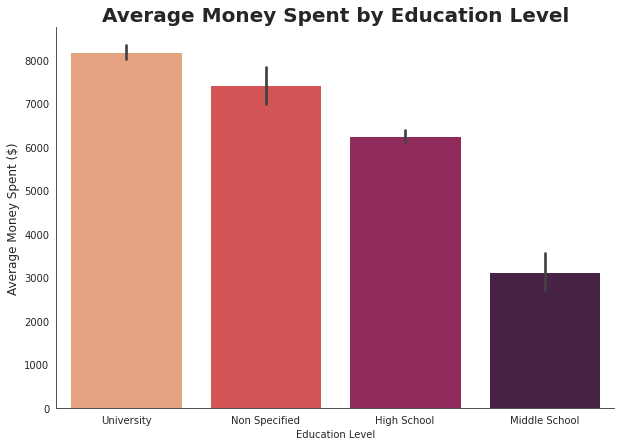 Average Money Spent by Education Level
Average Money Spent ($)
8000
7000
6000
5000
4000
3000
2000
1000
0
University Non Specified High School Middle School
Education Level